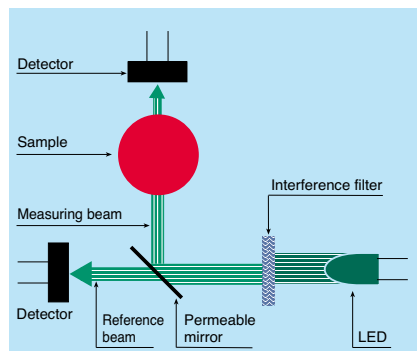 Detector
Sample
Interference filter
Measuring beam
Detector
Reference
beam
Permeable
mirror
LED